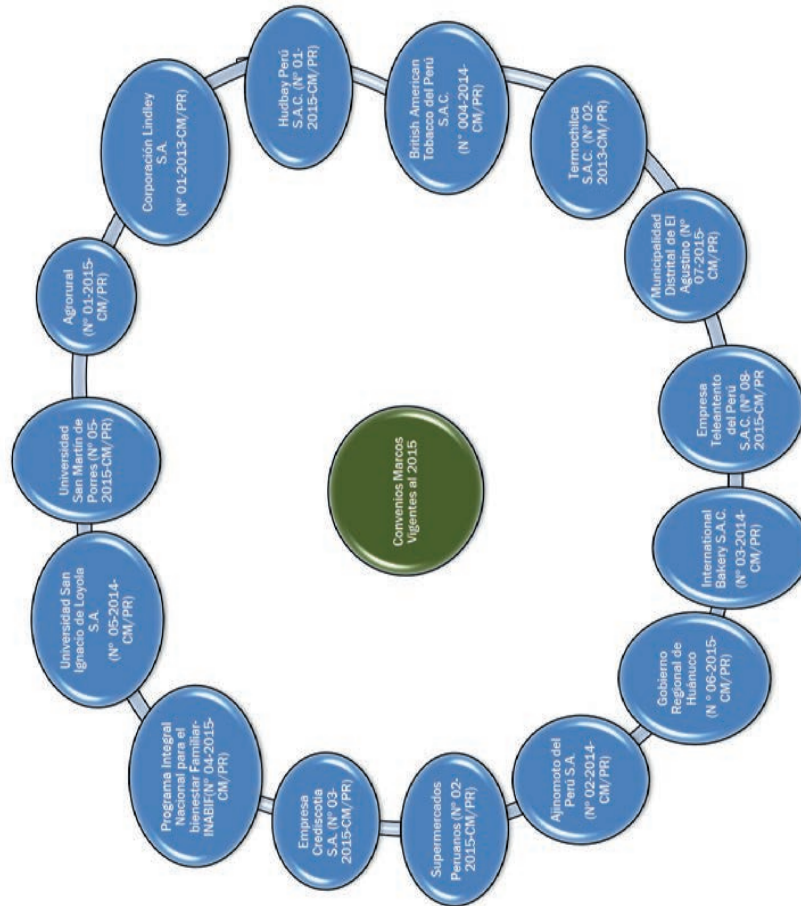 Universidad
San Martín de
Porres (N° 05-
2015-CM/PR)
Agrorural
(N° 01-2015-
CM/PR)
Corporación Lindley
S.A.
(N° 01-2013-CM/PR)
Hudbay Perú
S.A.C. (N° 01-
2015-CM/PR)
British American
Tobacco del Perú
S.A.C.
(N° 004-2014-
CM/PR)
Termochilca
S.A.C. (N° 02-
2013-CM/PR)
Municipalidad
Distrital de El
Agustino (N°
07-2015-
CM/PR)
Empresa
Teleantento
del Perú
S.A.C. (N° 08-
2015-CM/PR
International
Bakery S.A.C.
(N° 03-2014-
CM/PR)
Gobierno
Regional de
Huánuco
(N ° 06-2015-
CM/PR)
Ajinomoto del
Perú S.A.
(N° 02-2014-
CM/PR)
Supermercados
Peruanos (N° 02-
2015-CM/PR)
Empresa
Crediscotia
S.A. (N° 03-
2015-CM/PR)
Programa Integral
Nacional para el
bienestar Familiar-
INABIF(N° 04-2015-
CM/PR)
Universidad San
Ignacio de Loyola
S.A.
(N° 05-2014-
CM/PR)
Convenios Marcos
Vigentes al 2015